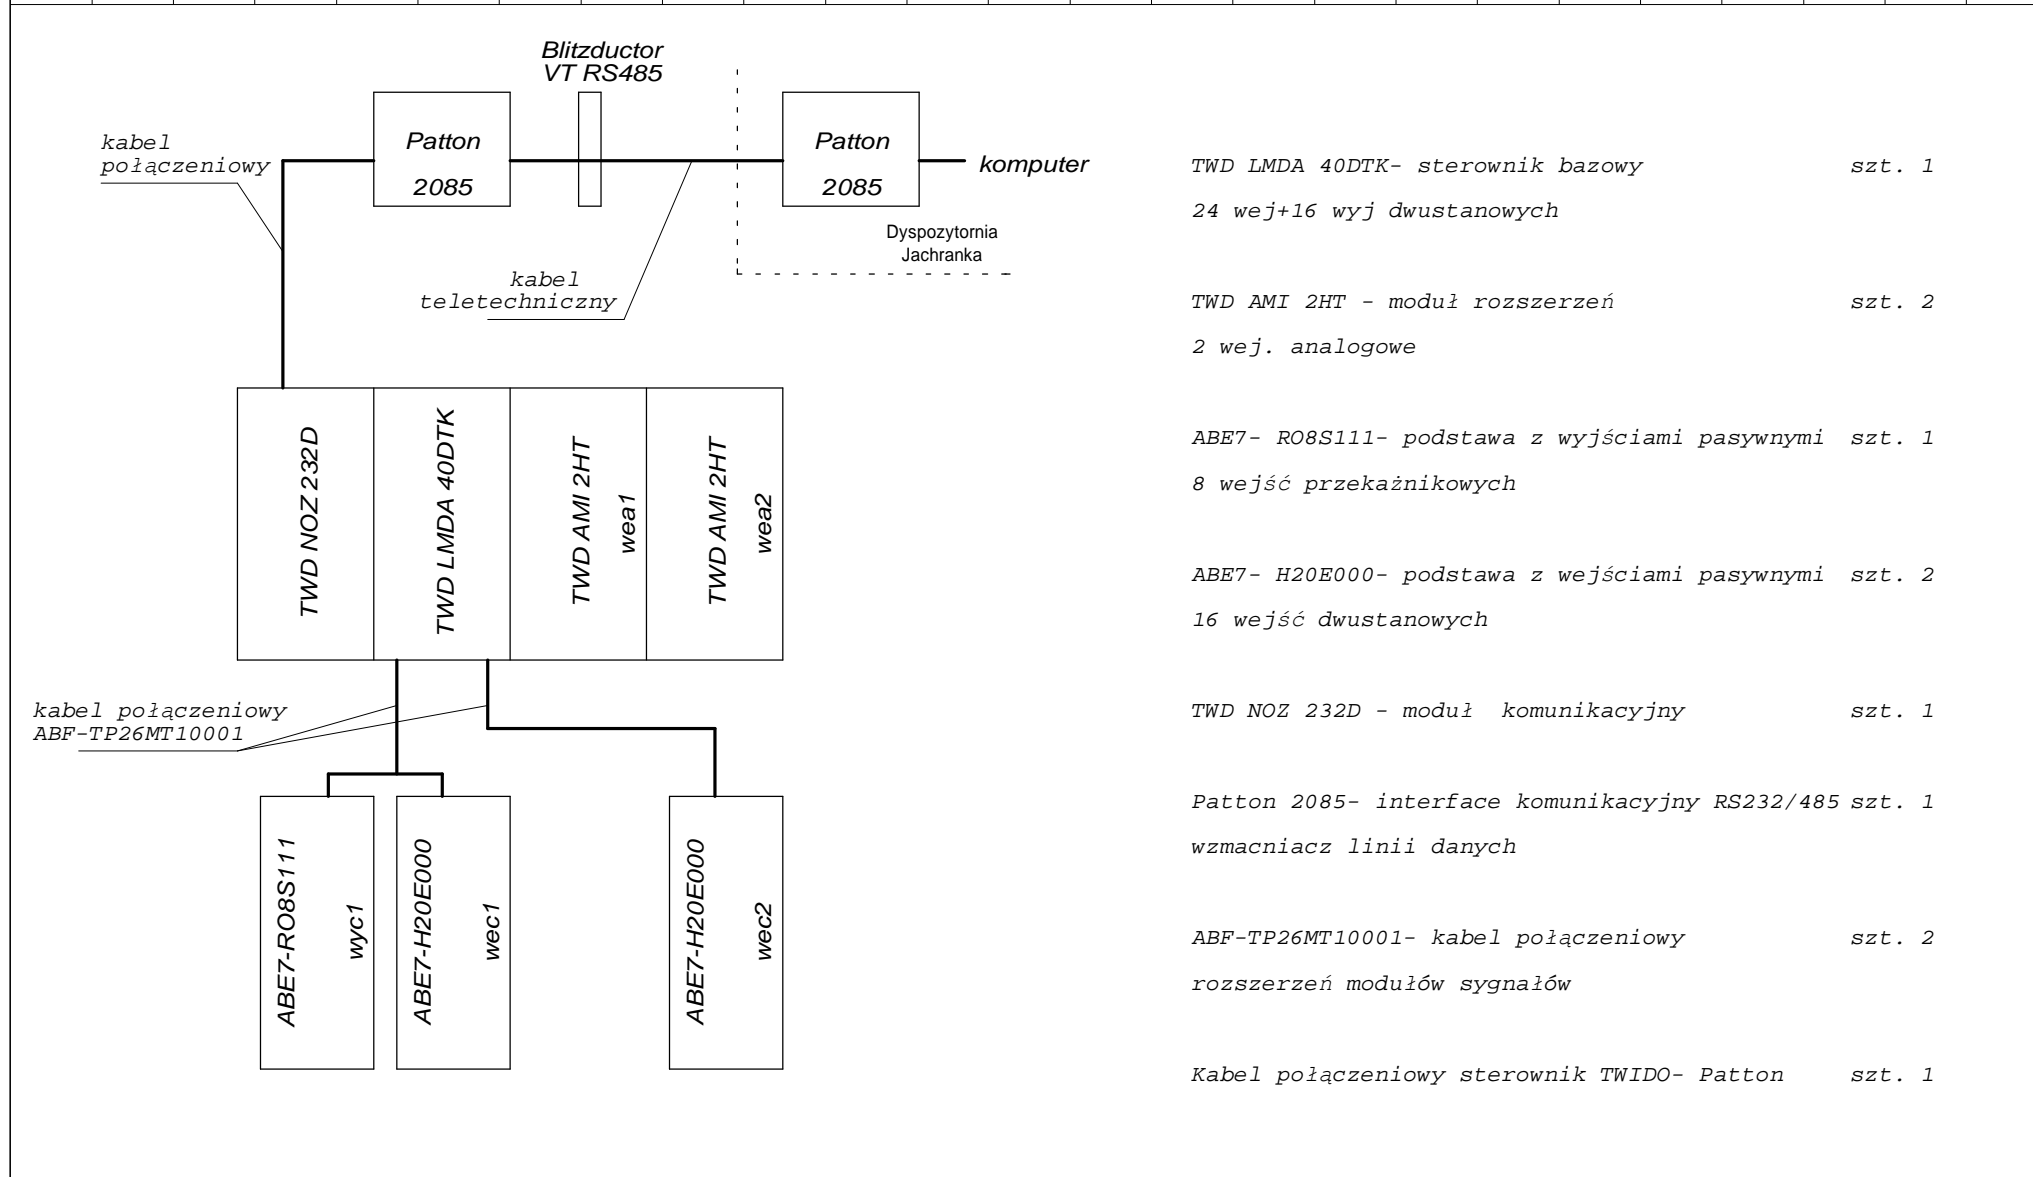 Blitzductor
VT RS485
kabel
połączeniowy
Patton
2085
Patton
2085
komputer
Dyspozytornia
Jachranka
kabel
teletechniczny
TWD NOZ 232D
TWD LMDA 40DTK
TWD AMI 2HT
wea1
TWD AMI 2HT
wea2
kabel połączeniowy
ABF-TP26MT10001
ABE7-RO8S111
wyc1
ABE7-H20E000
wec1
ABE7-H20E000
wec2
TWD LMDA 40DTK- sterownik bazowy szt. 1
24 wej+16 wyj dwustanowych
TWD AMI 2HT - moduł rozszerzeń szt. 2
2 wej. analogowe
ABE7- RO8S111- podstawa z wyjściami pasywnymi szt. 1
8 wejść przekażnikowych
ABE7- H20E000- podstawa z wejściami pasywnymi szt. 2
16 wejść dwustanowych
TWD NOZ 232D - moduł komunikacyjny szt. 1
Patton 2085- interface komunikacyjny RS232/485 szt. 1
wzmacniacz linii danych
ABF-TP26MT10001- kabel połączeniowy szt. 2
rozszerzeń modułów sygnałów
Kabel połączeniowy sterownik TWIDO- Patton szt. 1